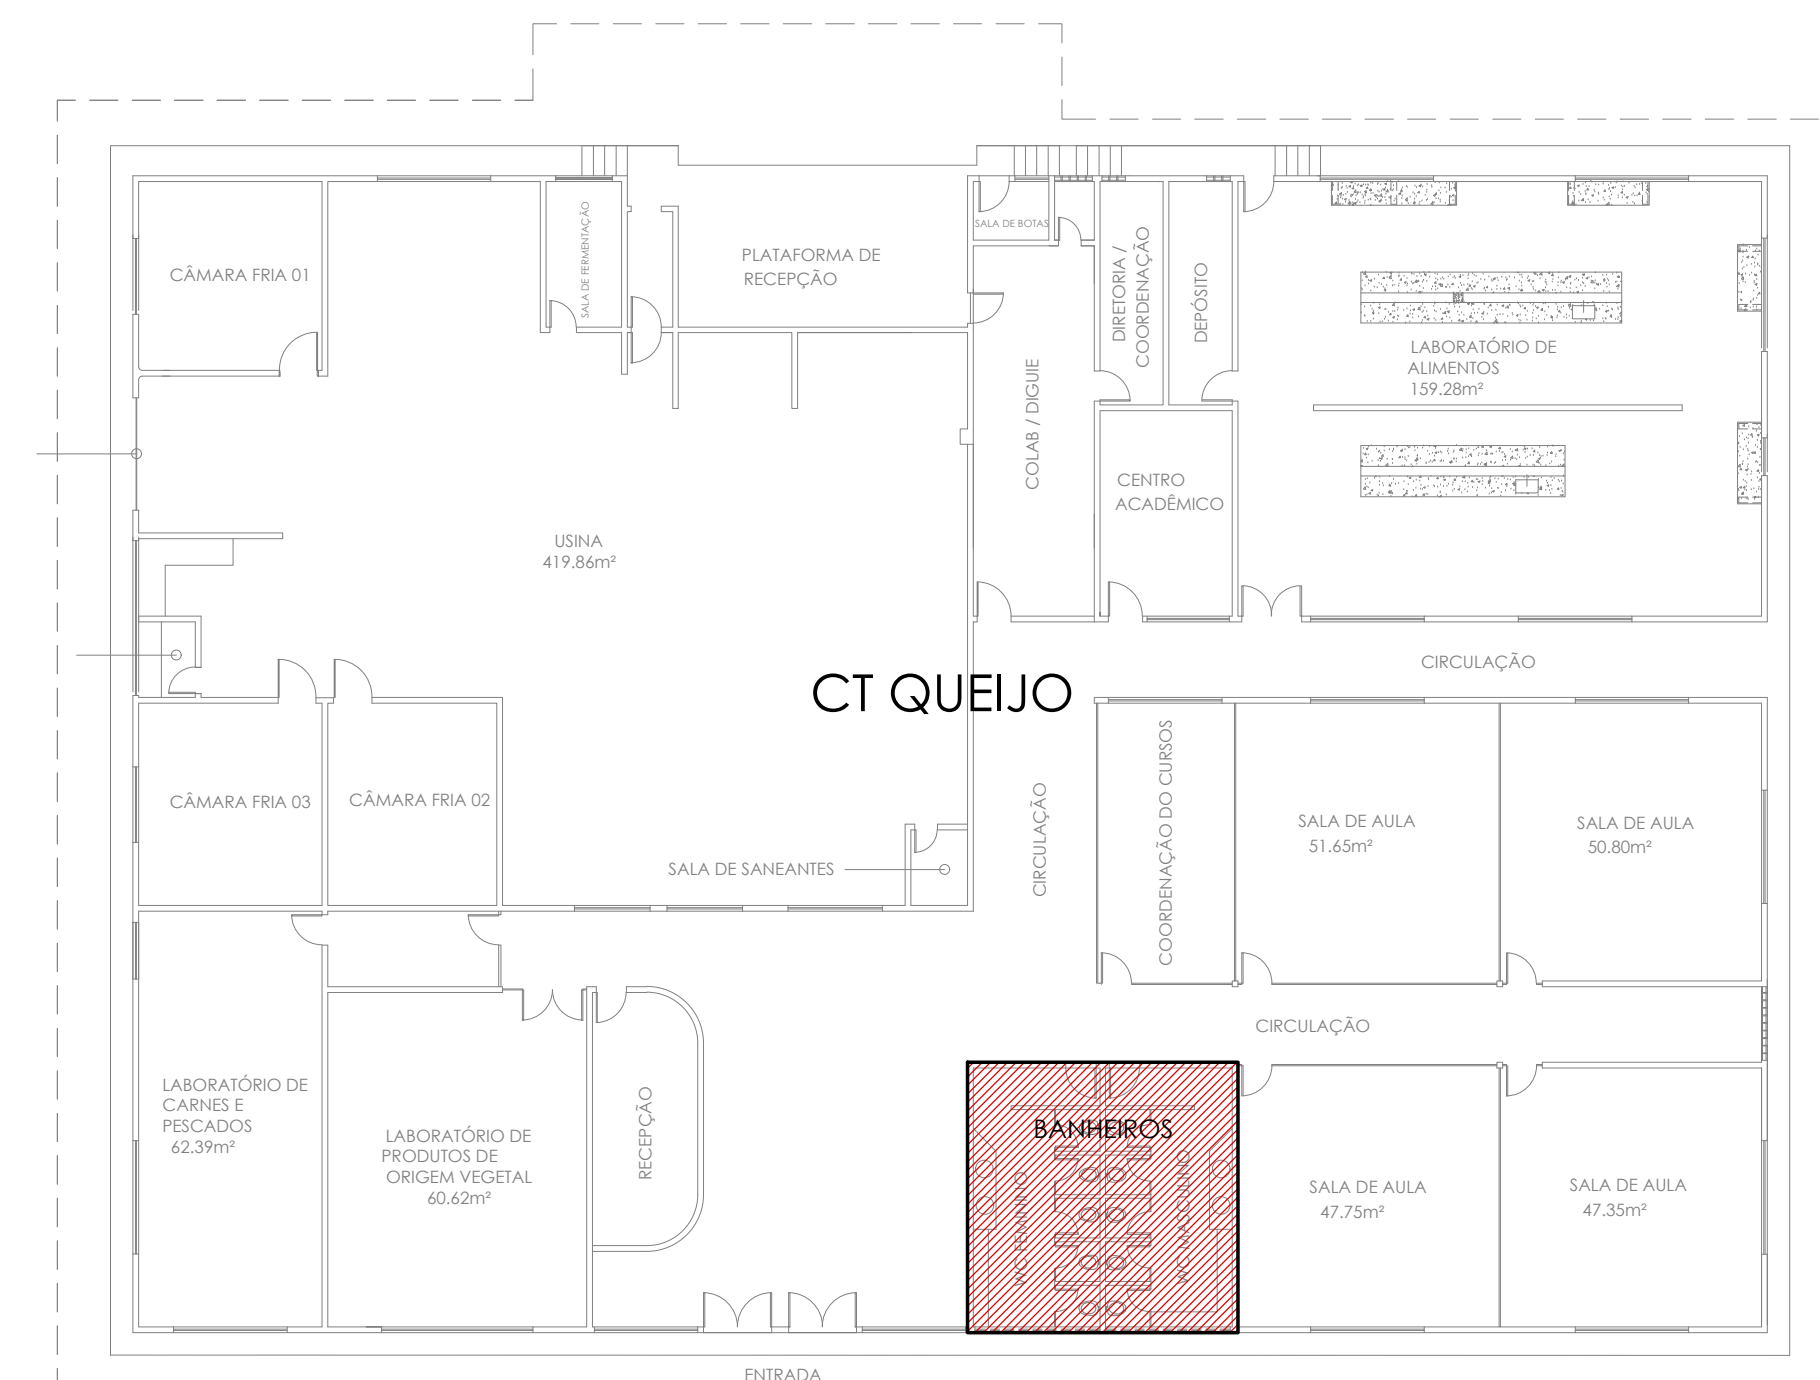 CÂMARA FRIA 01
SALA DE FERMENTAÇÃO
PLATAFORMA DE
RECEPÇÃO
SALA DE BOTAS
DIRETORIA /
COORDENAÇÃO
DEPÓSITO
LABORATÓRIO DE
ALIMENTOS
159.28m²
COLAB / DIGUIE
CENTRO
ACADÊMICO
USINA
419.86m²
CIRCULAÇÃO
CT QUEIJO
CÂMARA FRIA 03
CÂMARA FRIA 02
SALA DE SANEANTES
CIRCULAÇÃO
COORDENAÇÃO DO CURSOS
SALA DE AULA
51.65m²
SALA DE AULA
50.80m²
CIRCULAÇÃO
LABORATÓRIO DE
CARNES E
PESCADOS
62.39m²
LABORATÓRIO DE
PRODUTOS DE
ORIGEM VEGETAL
60.62m²
RECEPÇÃO
BANHEIROS
WC FEMININO
WC MASCULINO
SALA DE AULA
47.75m²
SALA DE AULA
47.35m²
ENTRADA